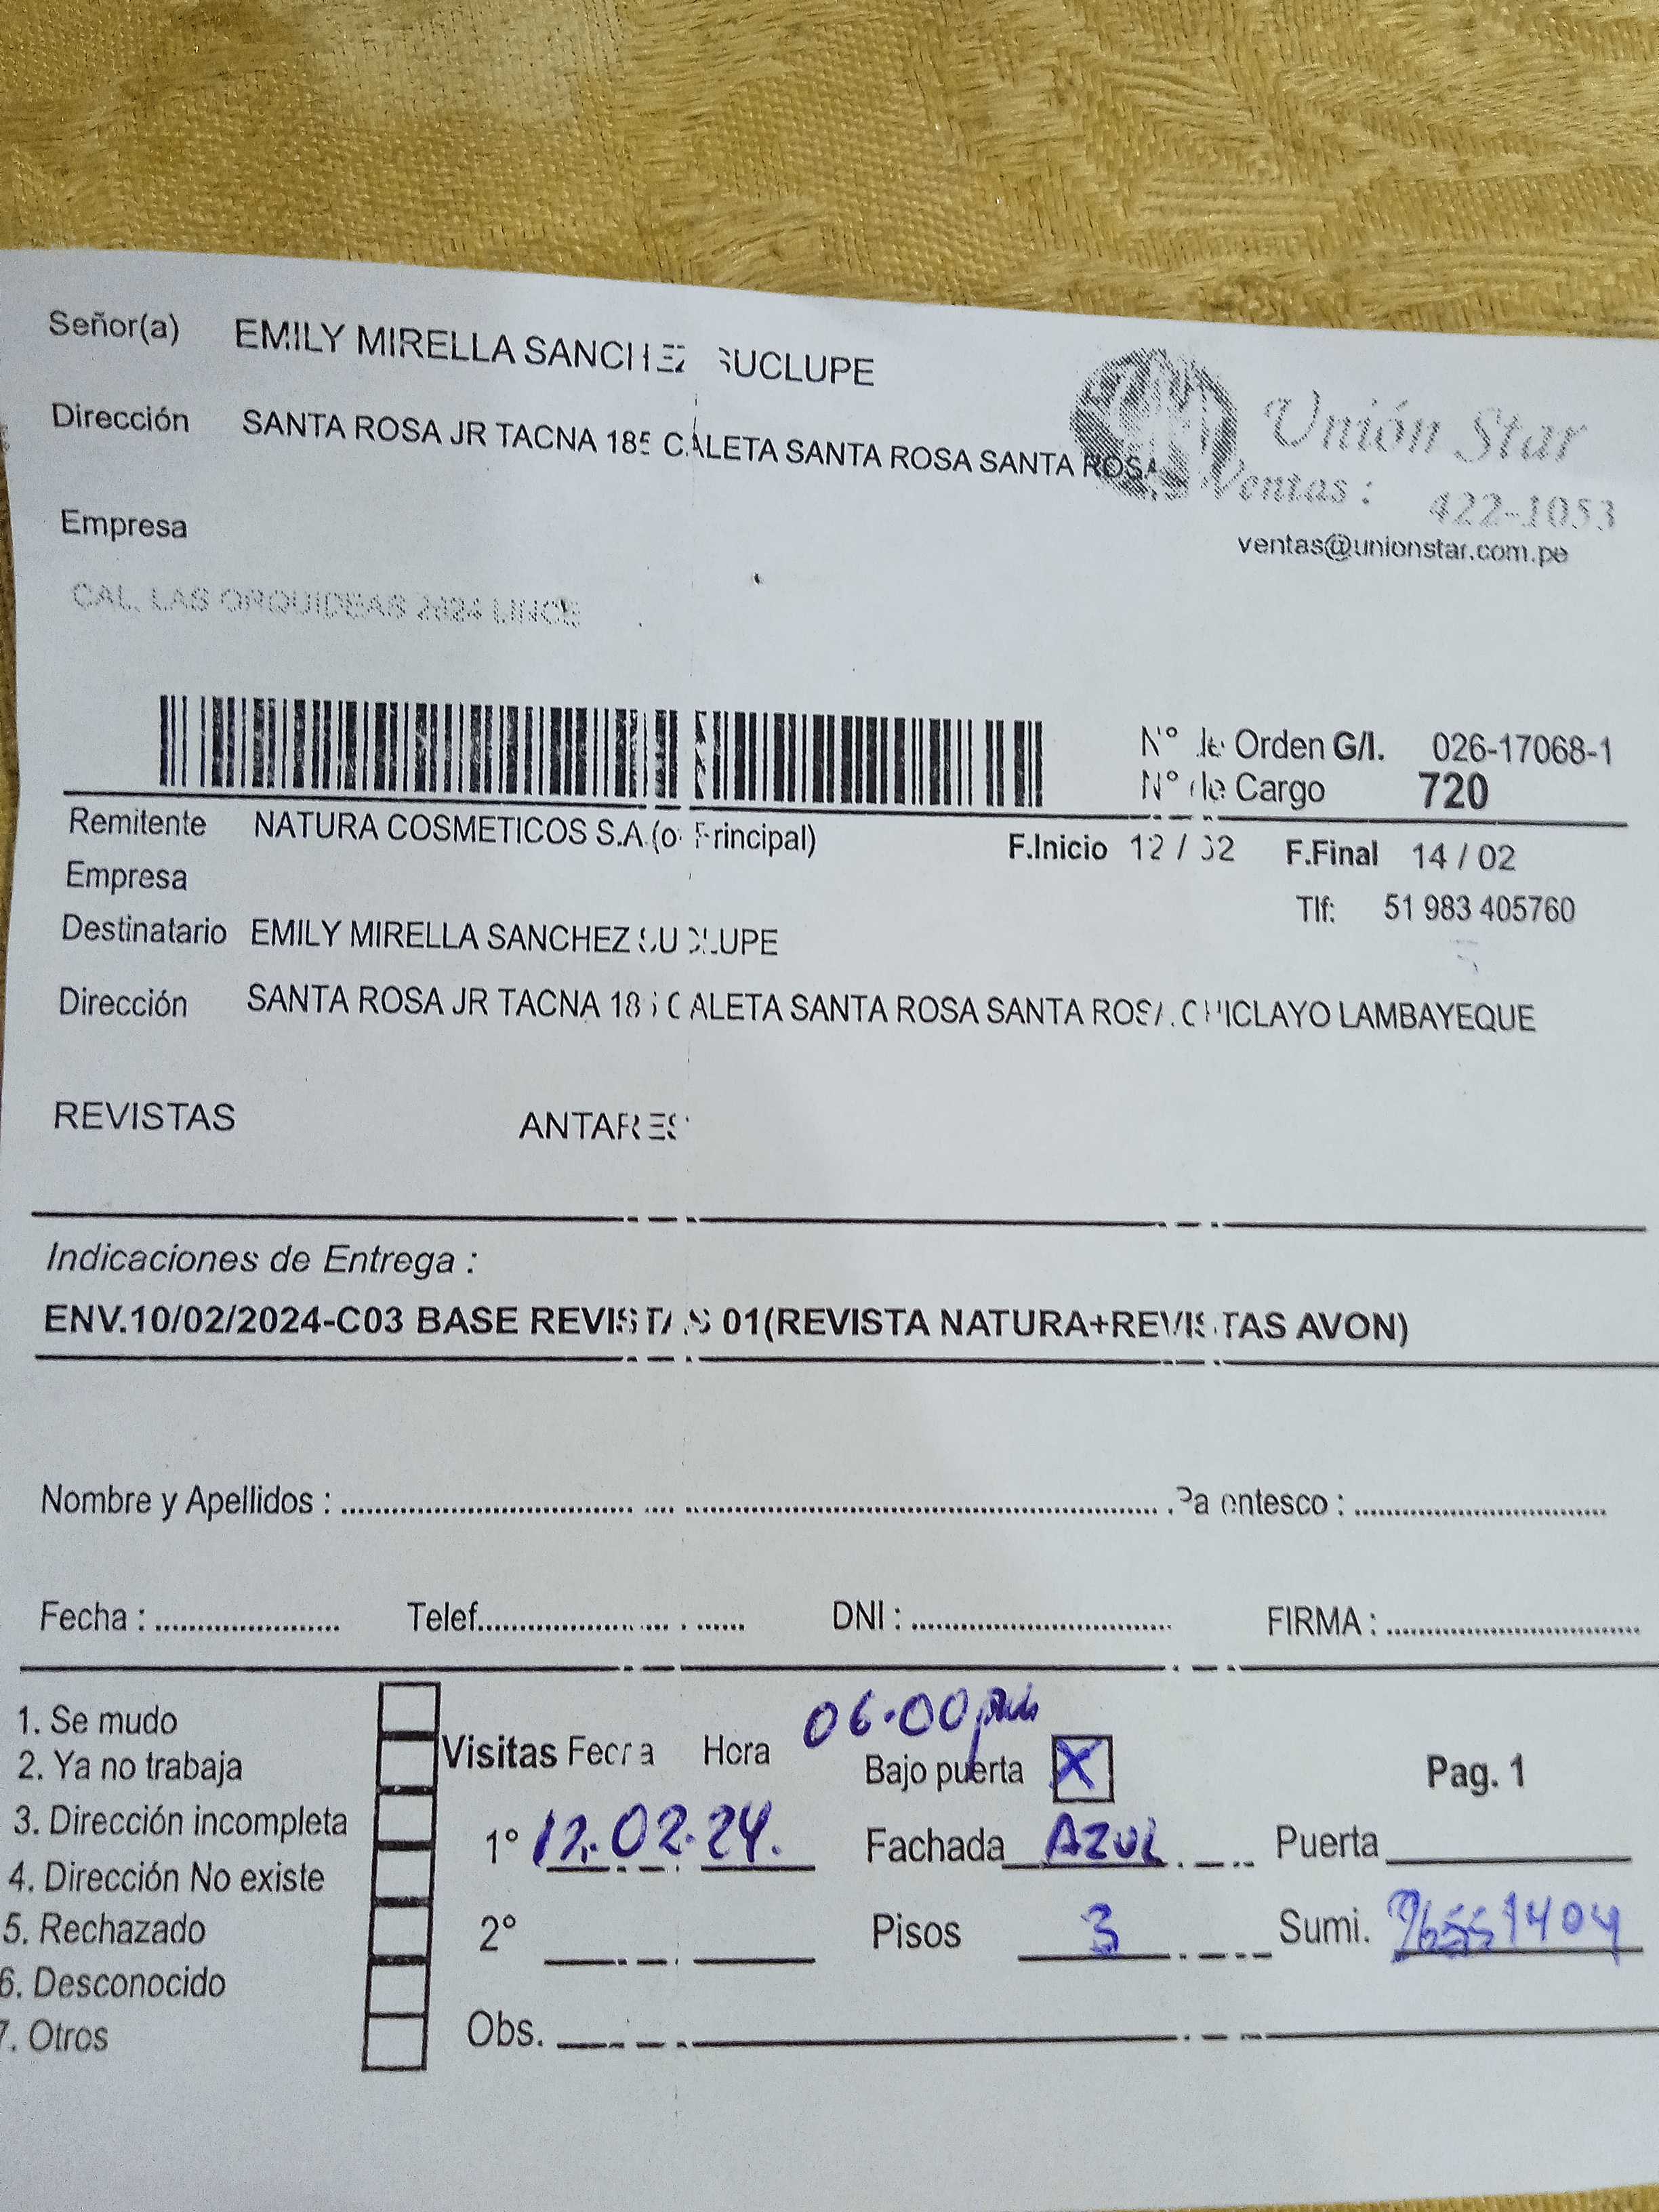 Señor(a) EMILY MIRELLA SANCHEZ SUCLUPE
Dirección SANTA ROSA JR TACNA 185 CALETA SANTA ROSA SANTA ROSA
Unión Star
Ventas : 422-1053
ventas@unionstar.com.pe
Empresa
CAL. LAS ORQUIDEAS 2624 LINCE
N° de Orden G/I. 026-17068-1
N° de Cargo 720
Remitente NATURA COSMETICOS S.A.(of Principal) F.Inicio 12 / 02 F.Final 14 / 02
Empresa Tlf: 51 983 405760
Destinatario EMILY MIRELLA SANCHEZ SUCLUPE
Dirección SANTA ROSA JR TACNA 185 CALETA SANTA ROSA SANTA ROSA CHICLAYO LAMBAYEQUE
REVISTAS ANTARES
Indicaciones de Entrega :
ENV.10/02/2024-C03 BASE REVISTAS 01(REVISTA NATURA+REVISTAS AVON)
Nombre y Apellidos : Parentesco :
Fecha : Telef. DNI : FIRMA :
1. Se mudo
2. Ya no trabaja
3. Dirección incompleta
4. Dirección No existe
5. Rechazado
6. Desconocido
7. Otros
Visitas Fecha Hora 06:00 pm
1° 12.02.24.
2°
Obs.
Bajo puerta X
Fachada AZUL
Pisos 3
Pag. 1
Puerta
Sumi.